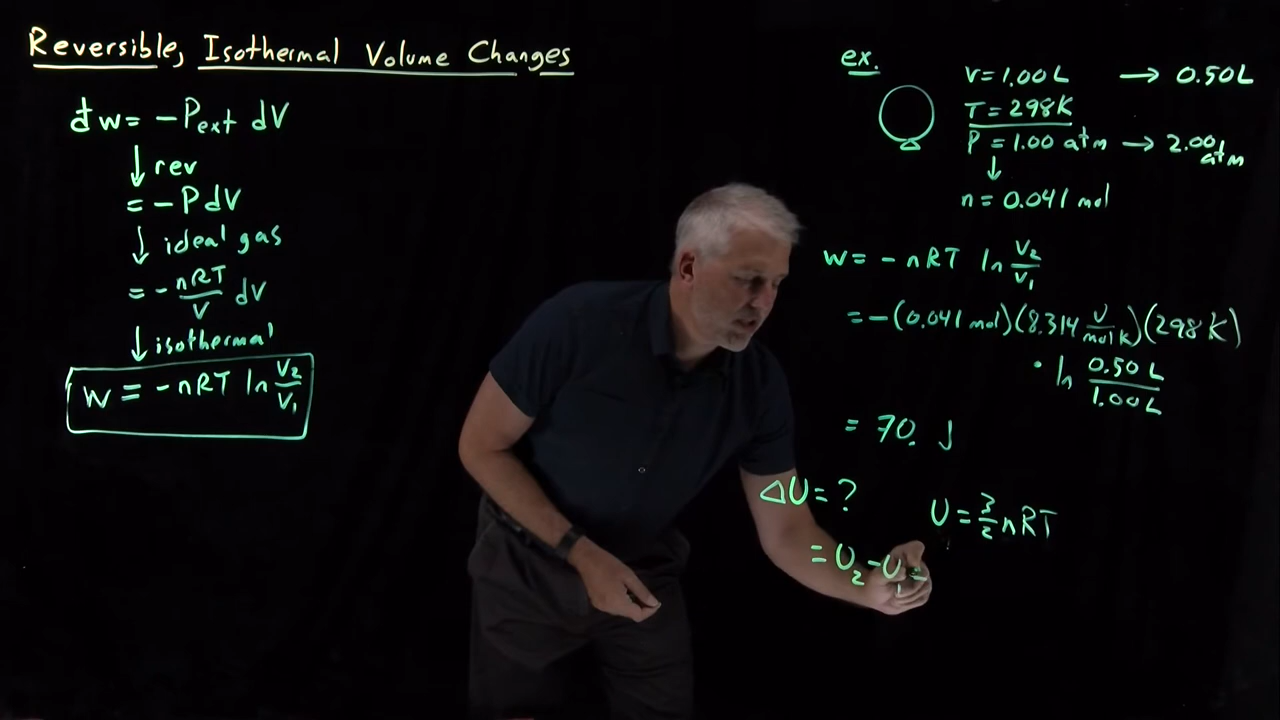 Reversible, Isothermal Volume Changes
đw = -P_ext dV
↓ rev
= -PdV
↓ ideal gas
= -nRT/V dV
↓ isothermal
w = -nRT ln V₂/V₁
ex.
V = 1.00 L → 0.50 L
T = 298 K
P = 1.00 atm → 2.00 atm
↓
n = 0.041 mol
w = -nRT ln V₂/V₁
= -(0.041 mol)(8.314 J/mol K)(298 K)
· ln 0.50 L/1.00 L
= 70. J
ΔU = ?
U = 3/2 nRT
= U₂ - U₁ =